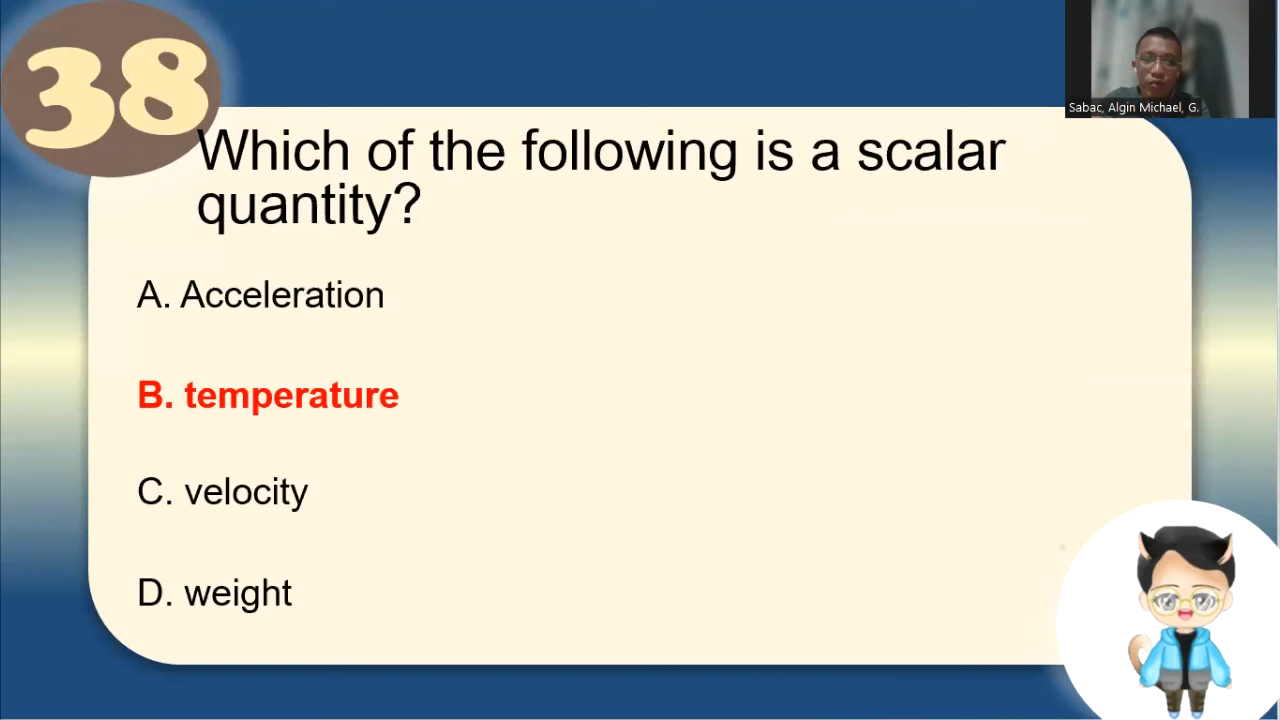 38
Sabac, Algin Michael, G.
Which of the following is a scalar
quantity?
A. Acceleration
B. temperature
C. velocity
D. weight